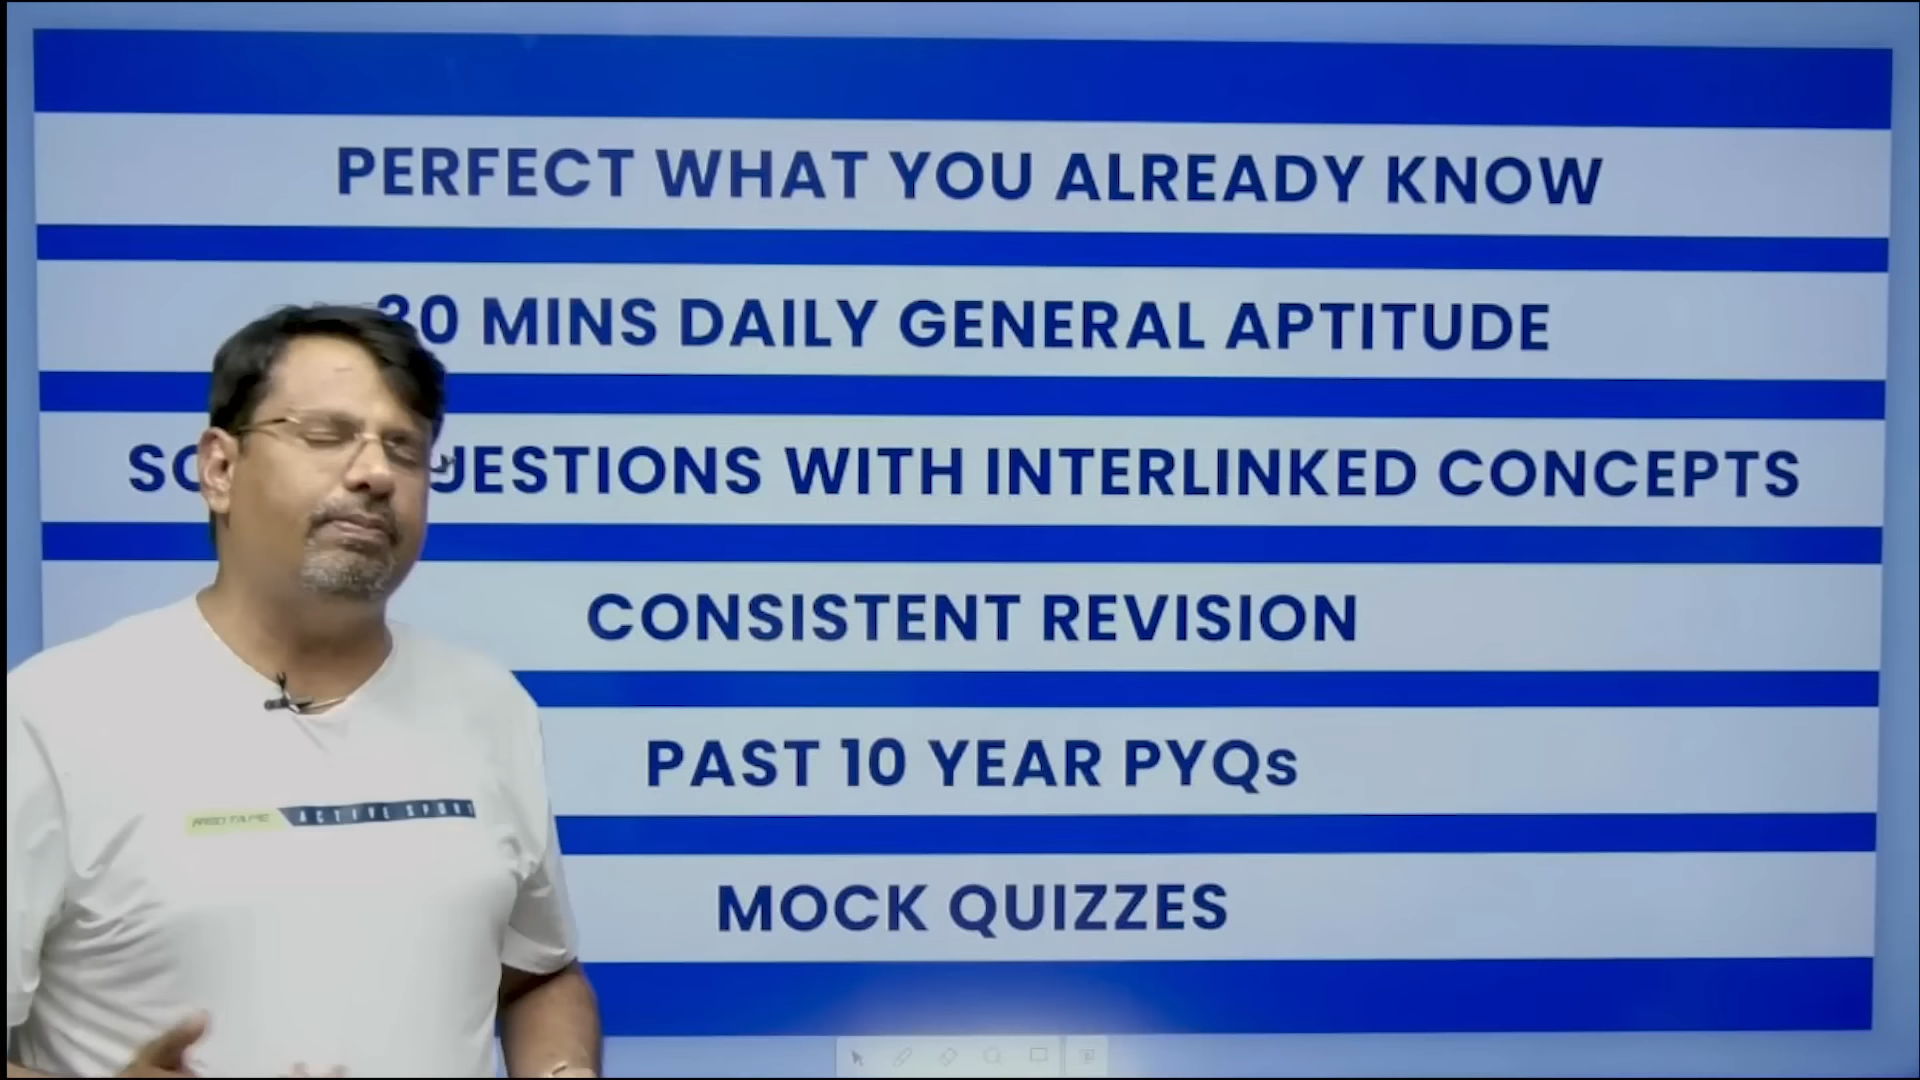 PERFECT WHAT YOU ALREADY KNOW
30 MINS DAILY GENERAL APTITUDE
WITH INTERLINKED CONCEPTS
CONSISTENT REVISION
PAST 10 YEAR PYQs
MOCK QUIZZES
ACTIVE SPORT